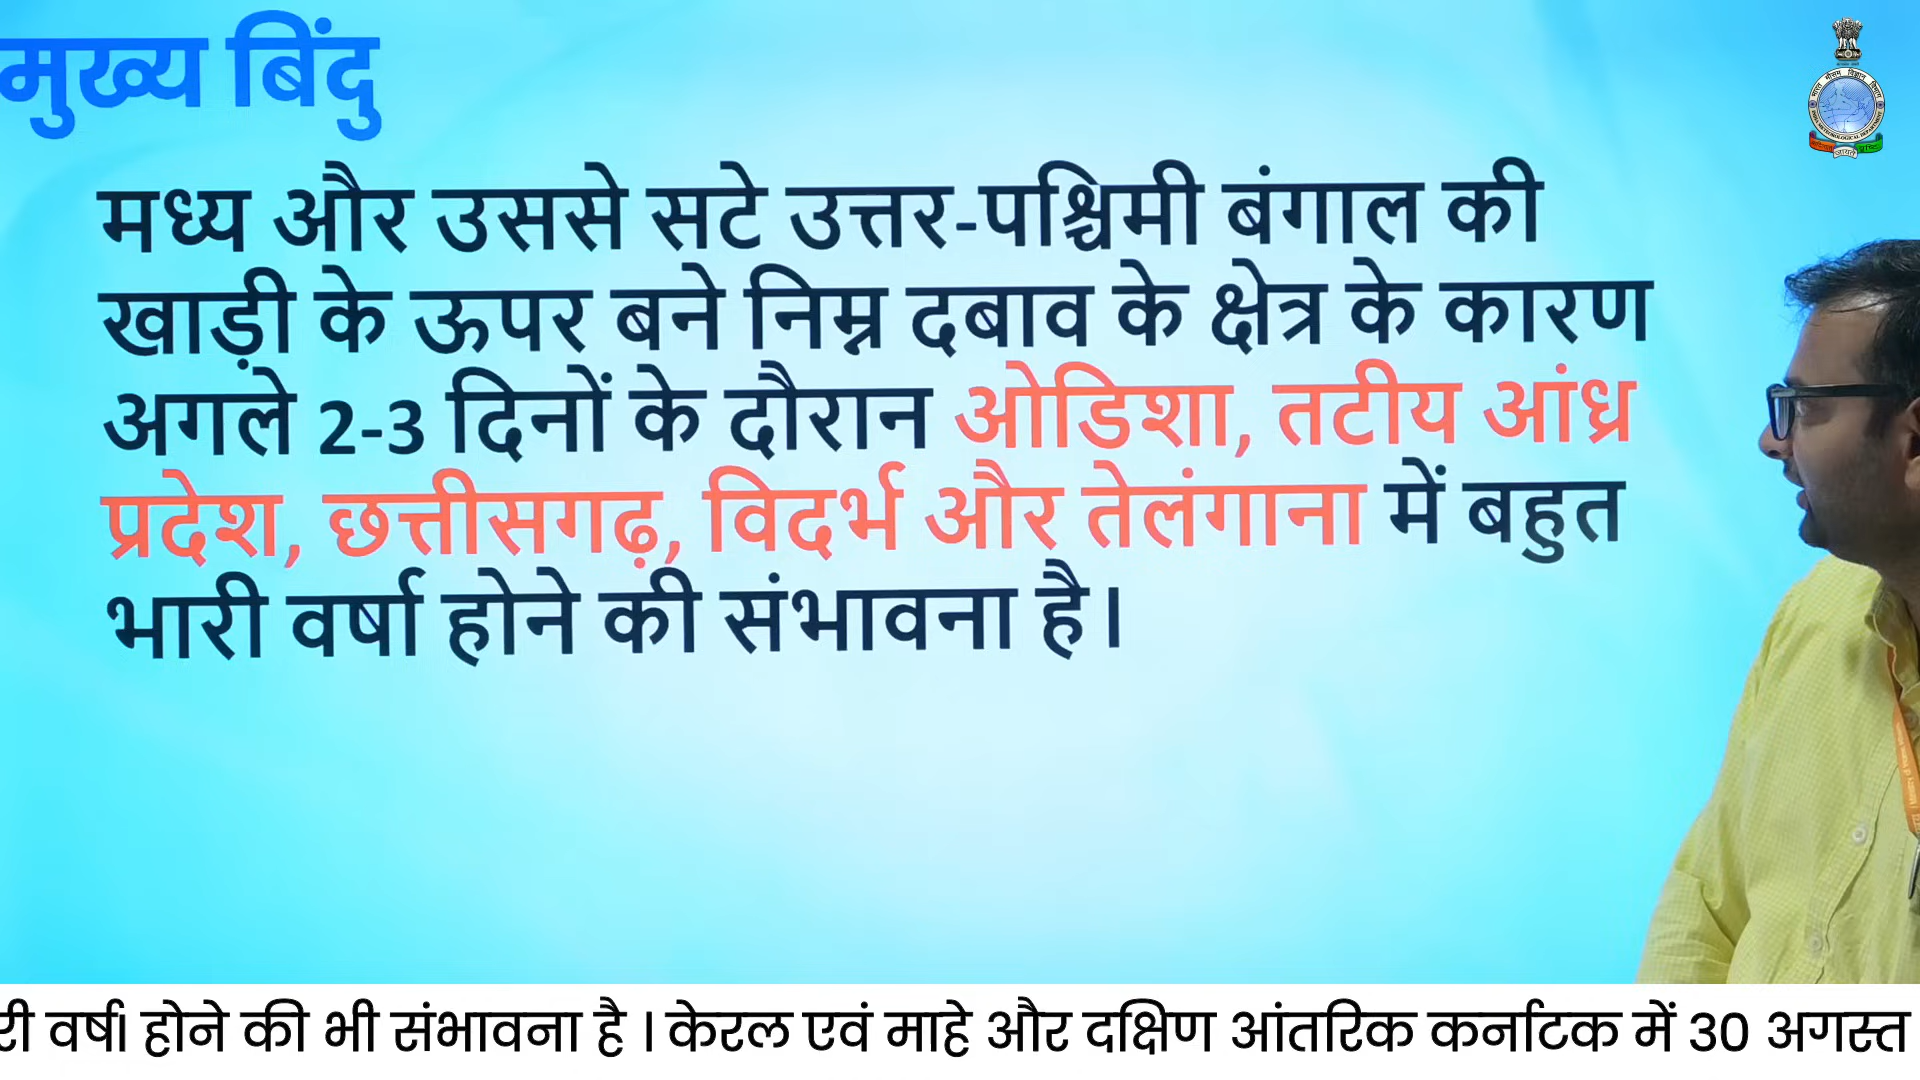 मुख्य बिंदु
मध्य और उससे सटे उत्तर-पश्चिमी बंगाल की
खाड़ी के ऊपर बने निम्न दबाव के क्षेत्र के कारण
अगले 2-3 दिनों के दौरान ओडिशा, तटीय आंध्र
प्रदेश, छत्तीसगढ़, विदर्भ और तेलंगाना में बहुत
भारी वर्षा होने की संभावना है।
री वर्षा होने की भी संभावना है । केरल एवं माहे और दक्षिण आंतरिक कर्नाटक में 30 अगस्त